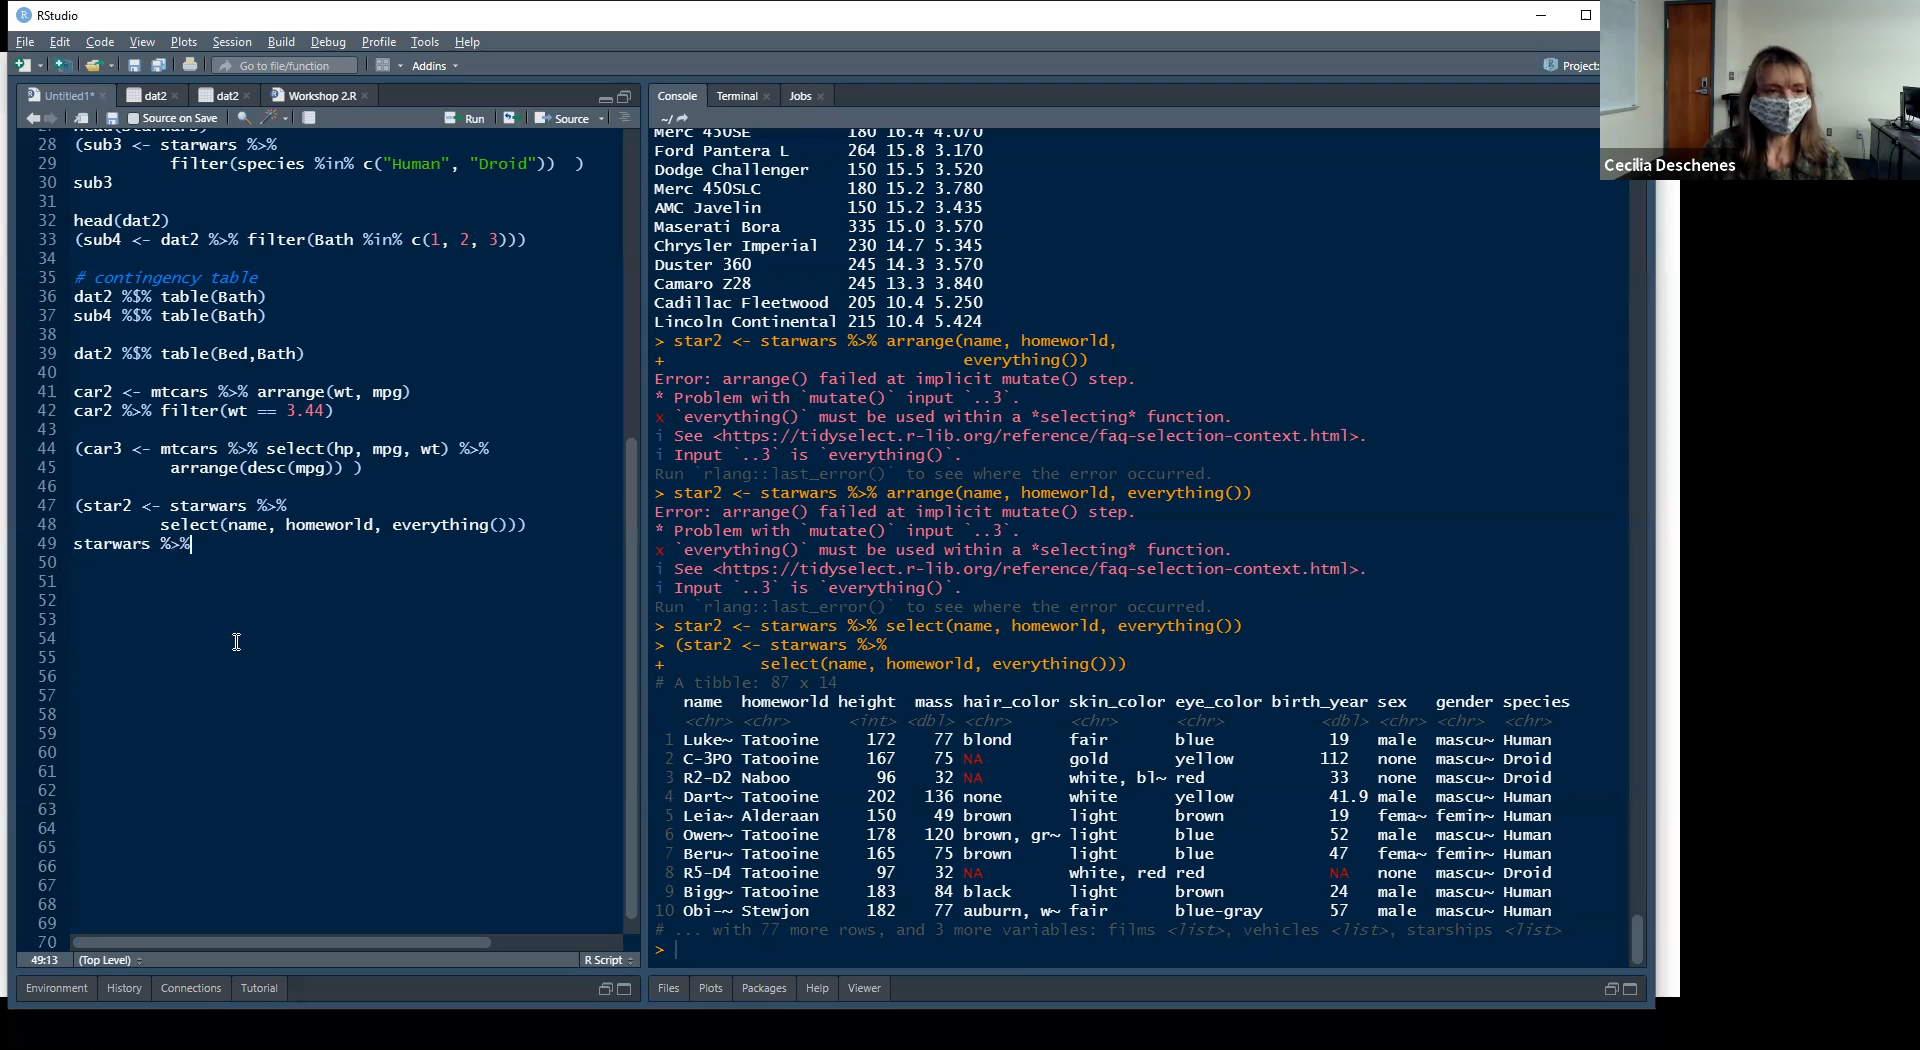 RStudio
File Edit Code View Plots Session Build Debug Profile Tools Help
Go to file/function Addins Project:
Untitled1* dat2 dat2 Workshop 2.R
Source on Save Run Source
27 head(starwars)
28 (sub3 <- starwars %>%
29 filter(species %in% c("Human", "Droid")) )
30 sub3
31
32 head(dat2)
33 (sub4 <- dat2 %>% filter(Bath %in% c(1, 2, 3)))
34
35 # contingency table
36 dat2 %$% table(Bath)
37 sub4 %$% table(Bath)
38
39 dat2 %$% table(Bed,Bath)
40
41 car2 <- mtcars %>% arrange(wt, mpg)
42 car2 %>% filter(wt == 3.44)
43
44 (car3 <- mtcars %>% select(hp, mpg, wt) %>%
45 arrange(desc(mpg)) )
46
47 (star2 <- starwars %>%
48 select(name, homeworld, everything()))
49 starwars %>%
50
51
52
53
54
55
56
57
58
59
60
61
62
63
64
65
66
67
68
69
70
49:13 (Top Level) R Script
Environment History Connections Tutorial
Console Terminal Jobs
~/
Merc 450SE 180 16.4 4.070
Ford Pantera L 264 15.8 3.170
Dodge Challenger 150 15.5 3.520
Merc 450SLC 180 15.2 3.780
AMC Javelin 150 15.2 3.435
Maserati Bora 335 15.0 3.570
Chrysler Imperial 230 14.7 5.345
Duster 360 245 14.3 3.570
Camaro Z28 245 13.3 3.840
Cadillac Fleetwood 205 10.4 5.250
Lincoln Continental 215 10.4 5.424
> star2 <- starwars %>% arrange(name, homeworld,
+ everything())
Error: arrange() failed at implicit mutate() step.
* Problem with `mutate()` input `..3`.
x `everything()` must be used within a *selecting* function.
i See <https://tidyselect.r-lib.org/reference/faq-selection-context.html>.
i Input `..3` is `everything()`.
Run `rlang::last_error()` to see where the error occurred.
> star2 <- starwars %>% arrange(name, homeworld, everything())
Error: arrange() failed at implicit mutate() step.
* Problem with `mutate()` input `..3`.
x `everything()` must be used within a *selecting* function.
i See <https://tidyselect.r-lib.org/reference/faq-selection-context.html>.
i Input `..3` is `everything()`.
Run `rlang::last_error()` to see where the error occurred.
> star2 <- starwars %>% select(name, homeworld, everything())
> (star2 <- starwars %>%
+ select(name, homeworld, everything()))
# A tibble: 87 x 14
name homeworld height mass hair_color skin_color eye_color birth_year sex gender species
<chr> <chr> <int> <dbl> <chr> <chr> <chr> <dbl> <chr> <chr> <chr>
1 Luke~ Tatooine 172 77 blond fair blue 19 male mascu~ Human
2 C-3PO Tatooine 167 75 NA gold yellow 112 none mascu~ Droid
3 R2-D2 Naboo 96 32 NA white, bl~ red 33 none mascu~ Droid
4 Dart~ Tatooine 202 136 none white yellow 41.9 male mascu~ Human
5 Leia~ Alderaan 150 49 brown light brown 19 fema~ femin~ Human
6 Owen~ Tatooine 178 120 brown, gr~ light blue 52 male mascu~ Human
7 Beru~ Tatooine 165 75 brown light blue 47 fema~ femin~ Human
8 R5-D4 Tatooine 97 32 NA white, red red NA none mascu~ Droid
9 Bigg~ Tatooine 183 84 black light brown 24 male mascu~ Human
10 Obi-~ Stewjon 182 77 auburn, w~ fair blue-gray 57 male mascu~ Human
# ... with 77 more rows, and 3 more variables: films <list>, vehicles <list>, starships <list>
>
Files Plots Packages Help Viewer
Cecilia Deschenes